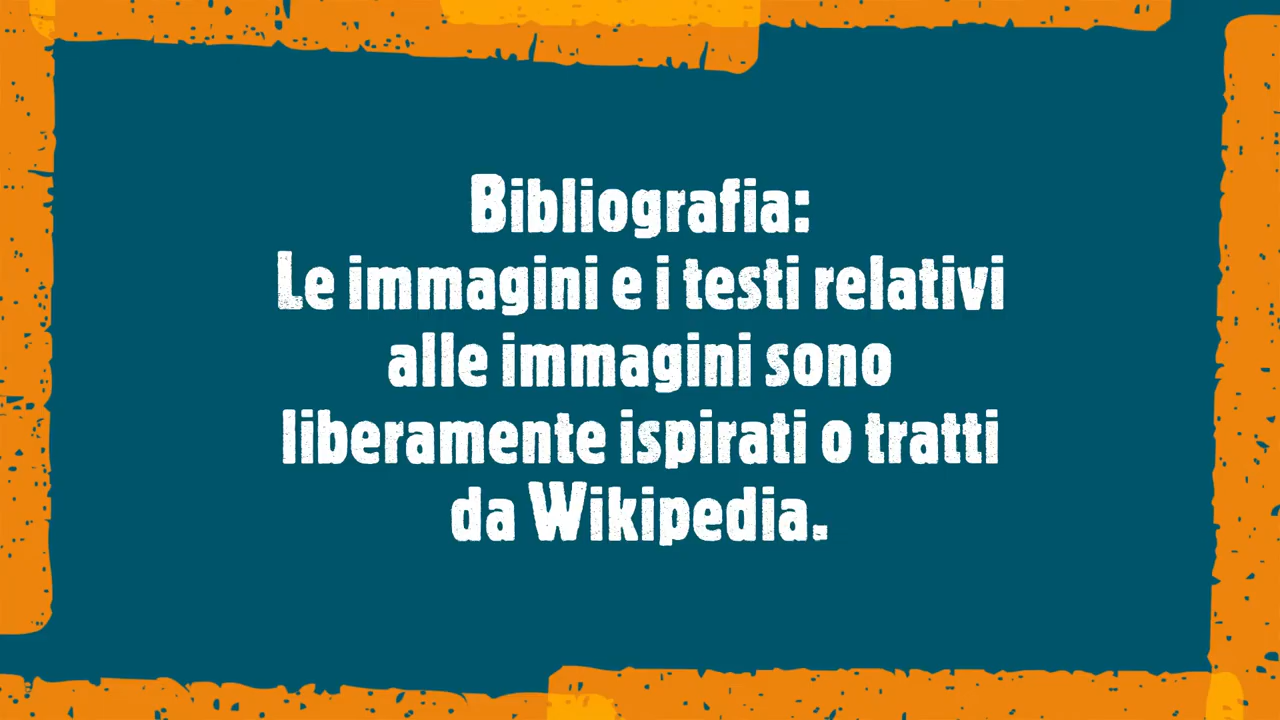 Bibliografia:
Le immagini e i testi relativi
alle immagini sono
liberamente ispirati o tratti
da Wikipedia.